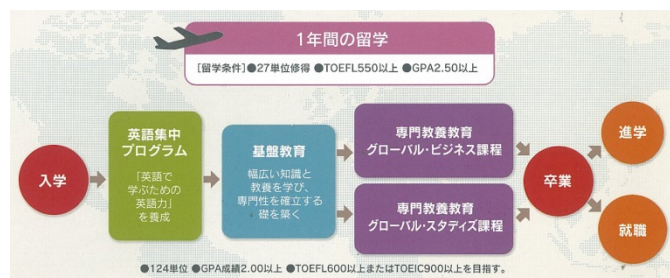 1年間の留学
[留学条件]●27単位修得 ●TOEFL550以上 ●GPA2.50以上
入学
英語集中
プログラム
「英語で
学ぶための
英語力」
を養成
基盤教育
幅広い知識と
教養を学び、
専門性を確立する
礎を築く
専門教養教育
グローバル・ビジネス課程
専門教養教育
グローバル・スタディズ課程
卒業
進学
就職
●124単位 ●GPA成績2.00以上 ●TOEFL600以上またはTOEIC900以上を目指す。